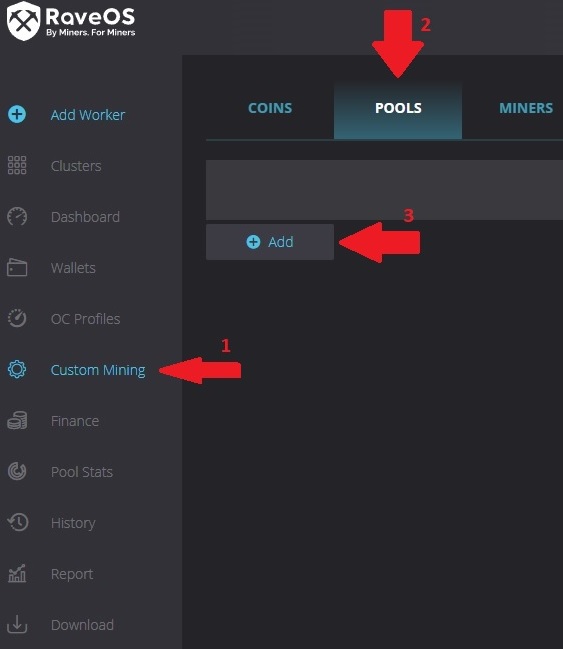 RaveOS
By Miners. For Miners
2
Add Worker
COINS
POOLS
MINERS
Clusters
Dashboard
3
Add
Wallets
OC Profiles
1
Custom Mining
Finance
Pool Stats
History
Report
Download